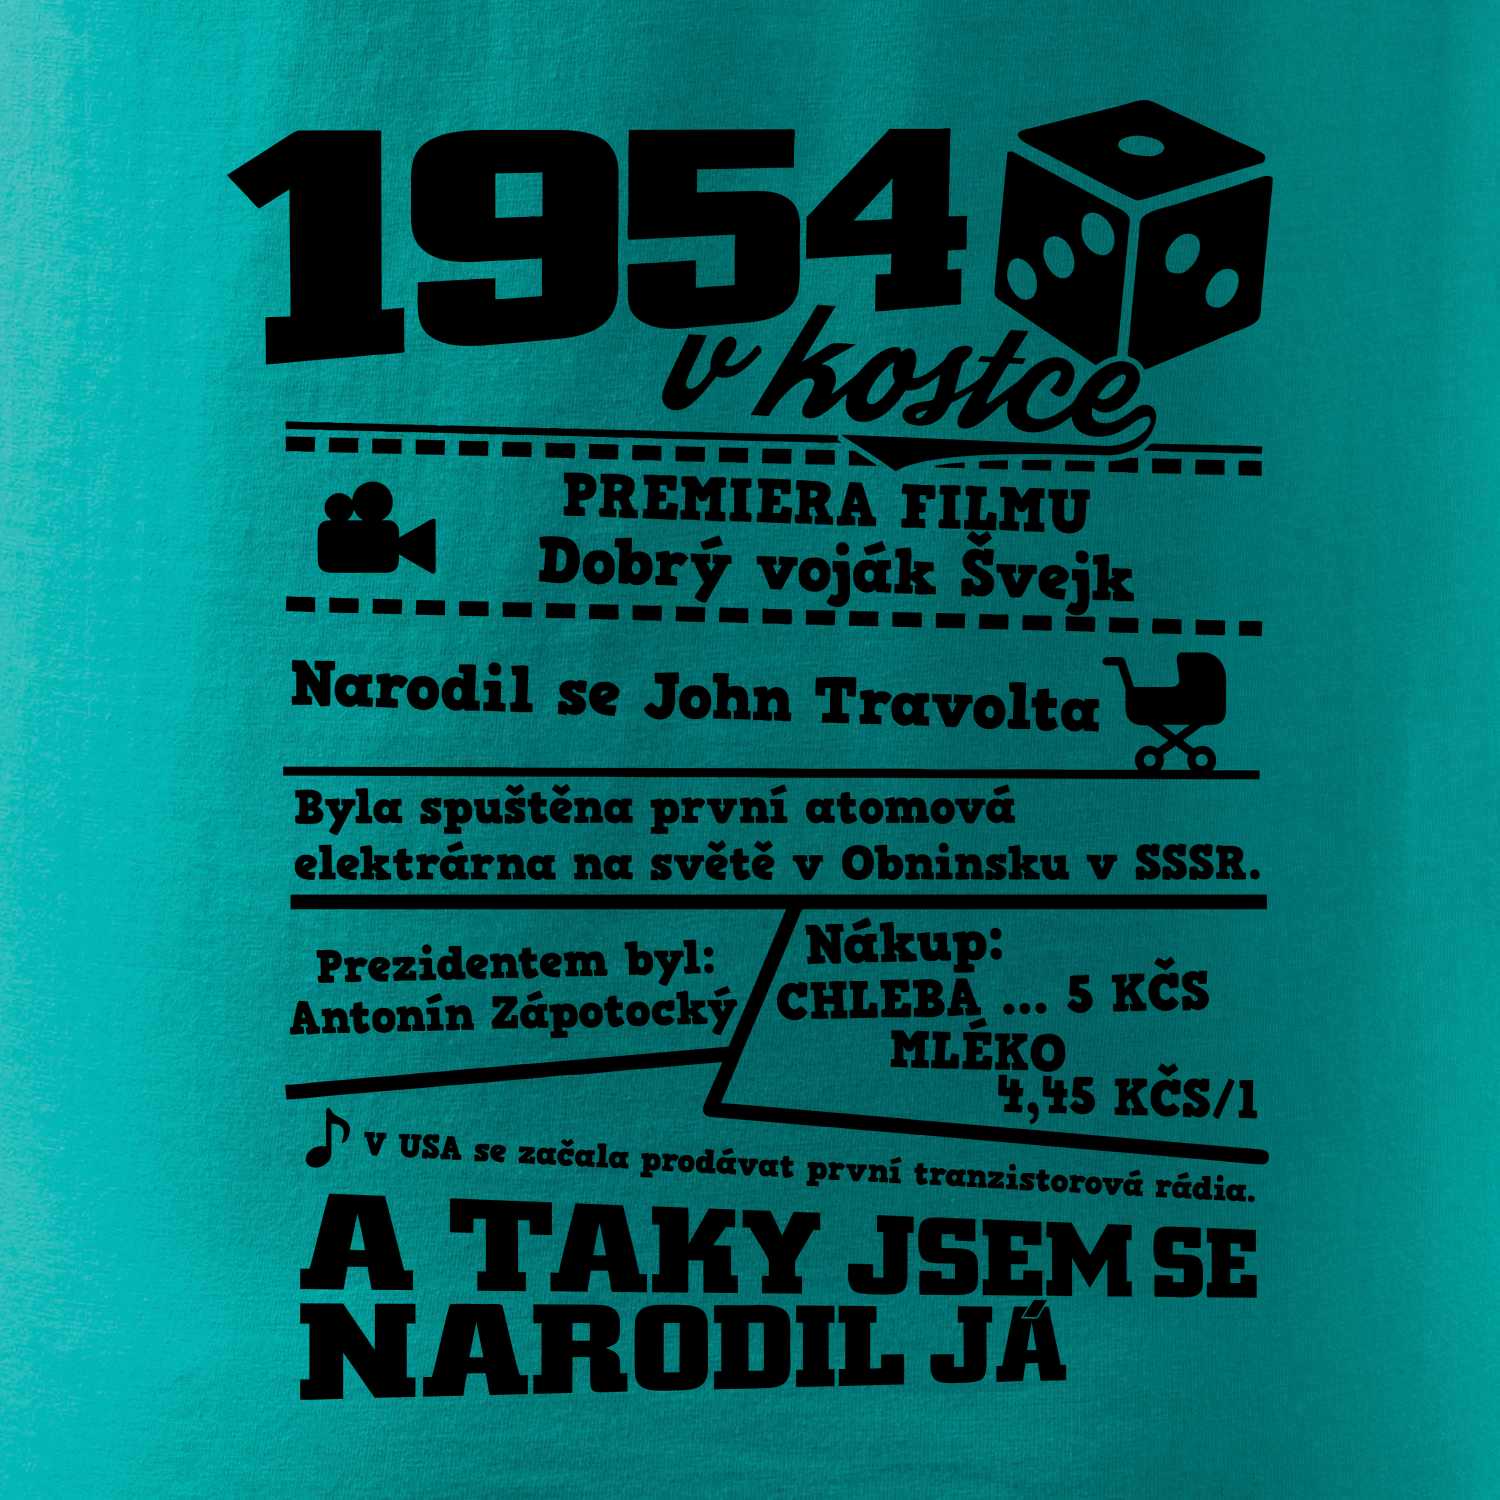 1954
v kostce
PREMIERA FILMU
Dobrý voják Švejk
Narodil se John Travolta
Byla spuštěna první atomová
elektrárna na světě v Obninsku v SSSR.
Prezidentem byl:
Antonín Zápotocký
Nákup:
CHLEBA ... 5 KČS
MLÉKO
4,45 KČS/l
V USA se začala prodávat první tranzistorová rádia.
A TAKY JSEM SE
NARODIL JÁ